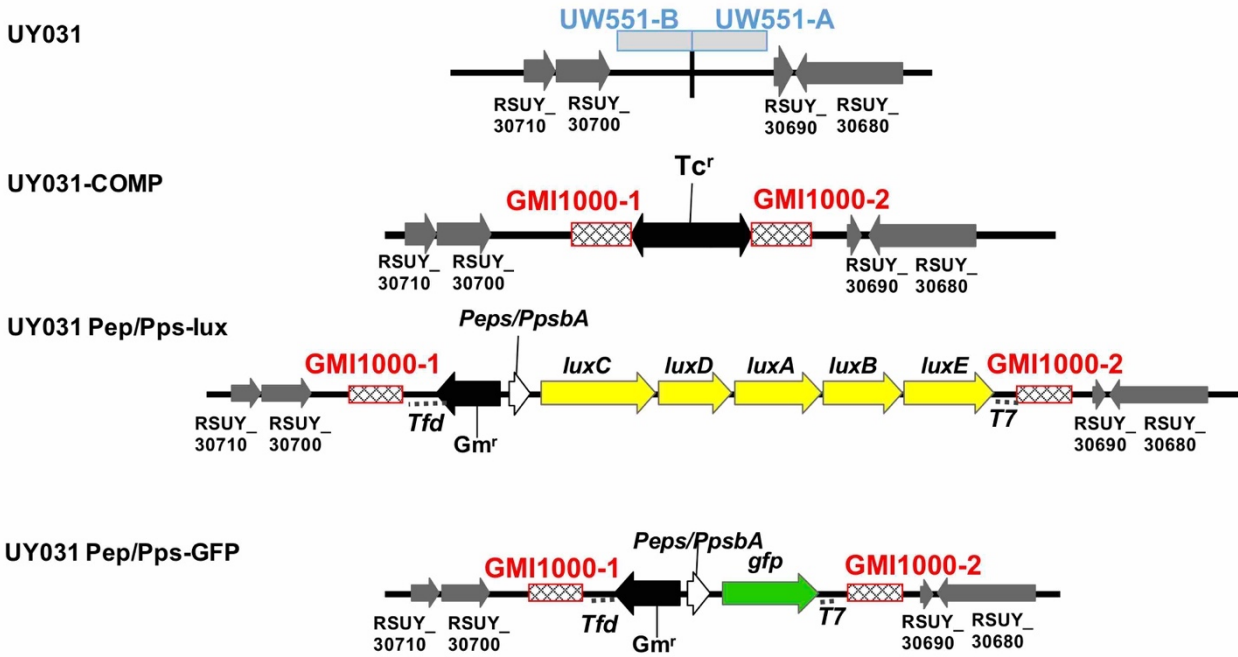 UY031
UW551-B UW551-A
RSUY_
30710
RSUY_
30700
RSUY_
30690
RSUY_
30680
UY031-COMP
Tcʳ
GMI1000-1
GMI1000-2
RSUY_
30710
RSUY_
30700
RSUY_
30690
RSUY_
30680
UY031 Pep/Pps-lux
Peps/PpsbA
GMI1000-1
luxC luxD luxA luxB luxE
GMI1000-2
RSUY_
30710
RSUY_
30700
Tfd
Gmʳ
T7
RSUY_
30690
RSUY_
30680
UY031 Pep/Pps-GFP
Peps/PpsbA
GMI1000-1
gfp
GMI1000-2
RSUY_
30710
RSUY_
30700
Tfd
Gmʳ
T7
RSUY_
30690
RSUY_
30680